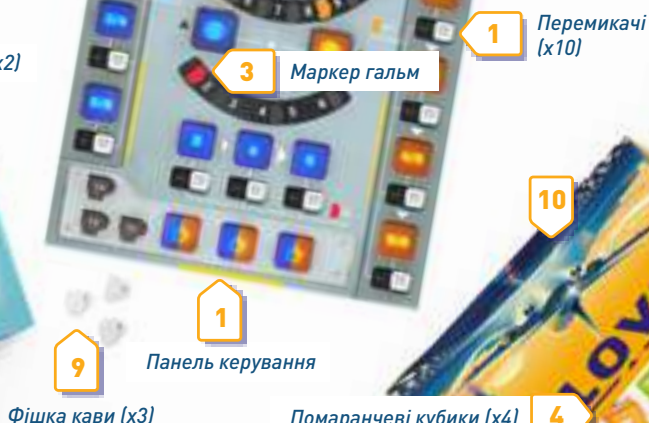 x2)
1
Перемикачі
(x10)
3
Маркер гальм
10
1
Панель керування
9
Фішка кави (x3)
Помаранчеві кубики (x4)
4
LOV